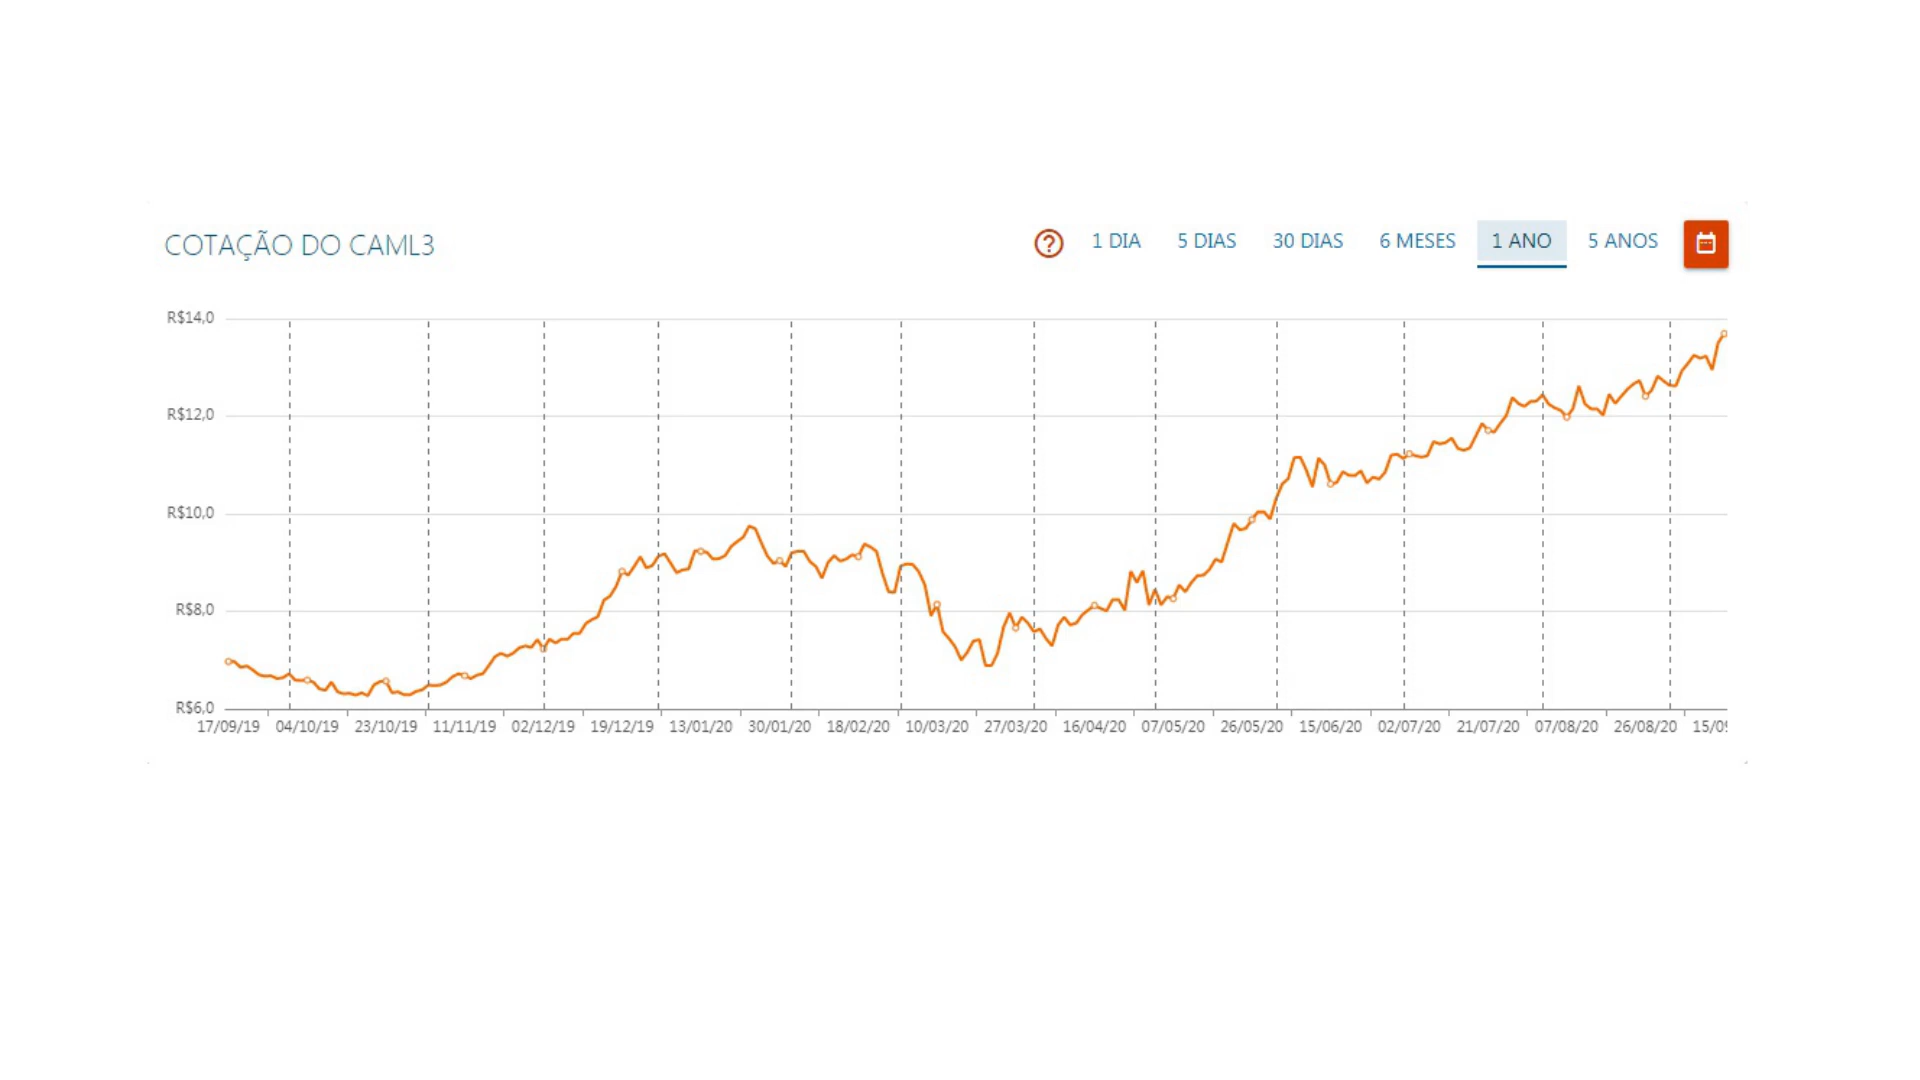 COTAÇÃO DO CAML3
? 1 DIA 5 DIAS 30 DIAS 6 MESES 1 ANO 5 ANOS
R$14,0
R$12,0
R$10,0
R$8,0
R$6,0
17/09/19 04/10/19 23/10/19 11/11/19 02/12/19 19/12/19 13/01/20 30/01/20 18/02/20 10/03/20 27/03/20 16/04/20 07/05/20 26/05/20 15/06/20 02/07/20 21/07/20 07/08/20 26/08/20 15/0